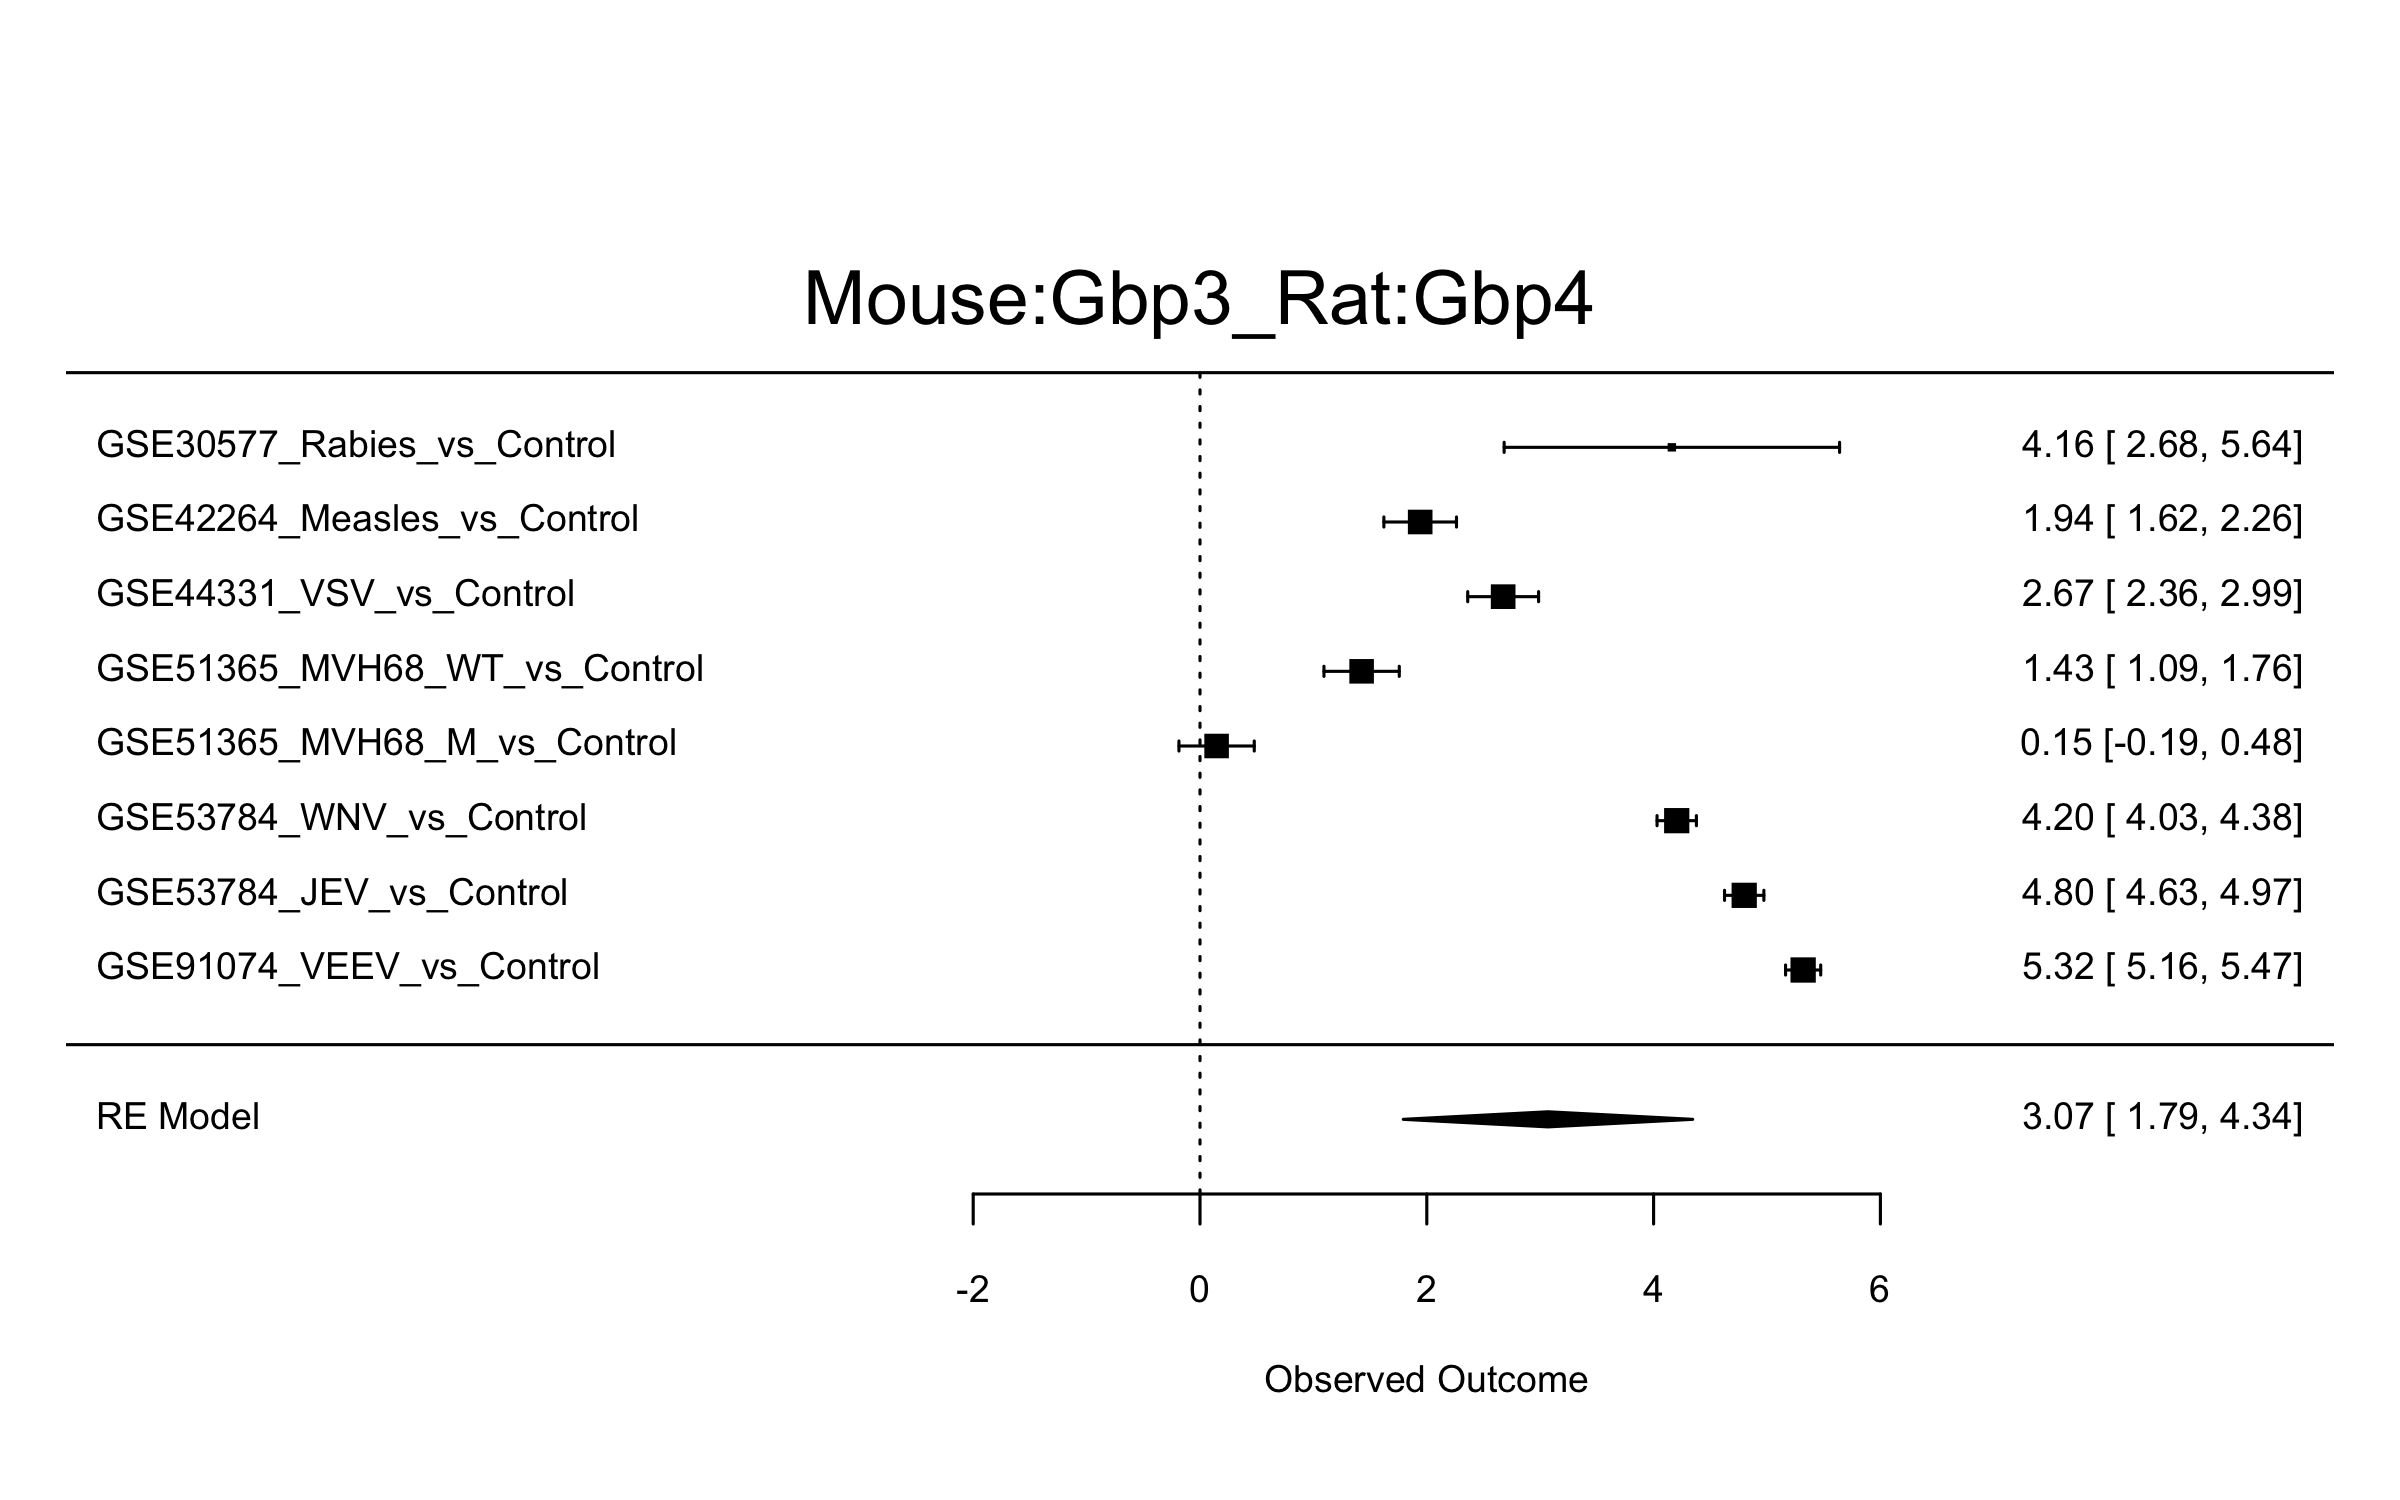 Mouse:Gbp3_Rat:Gbp4
GSE30577_Rabies_vs_Control 4.16 [ 2.68, 5.64]
GSE42264_Measles_vs_Control 1.94 [ 1.62, 2.26]
GSE44331_VSV_vs_Control 2.67 [ 2.36, 2.99]
GSE51365_MVH68_WT_vs_Control 1.43 [ 1.09, 1.76]
GSE51365_MVH68_M_vs_Control 0.15 [-0.19, 0.48]
GSE53784_WNV_vs_Control 4.20 [ 4.03, 4.38]
GSE53784_JEV_vs_Control 4.80 [ 4.63, 4.97]
GSE91074_VEEV_vs_Control 5.32 [ 5.16, 5.47]
RE Model 3.07 [ 1.79, 4.34]
-2 0 2 4 6
Observed Outcome